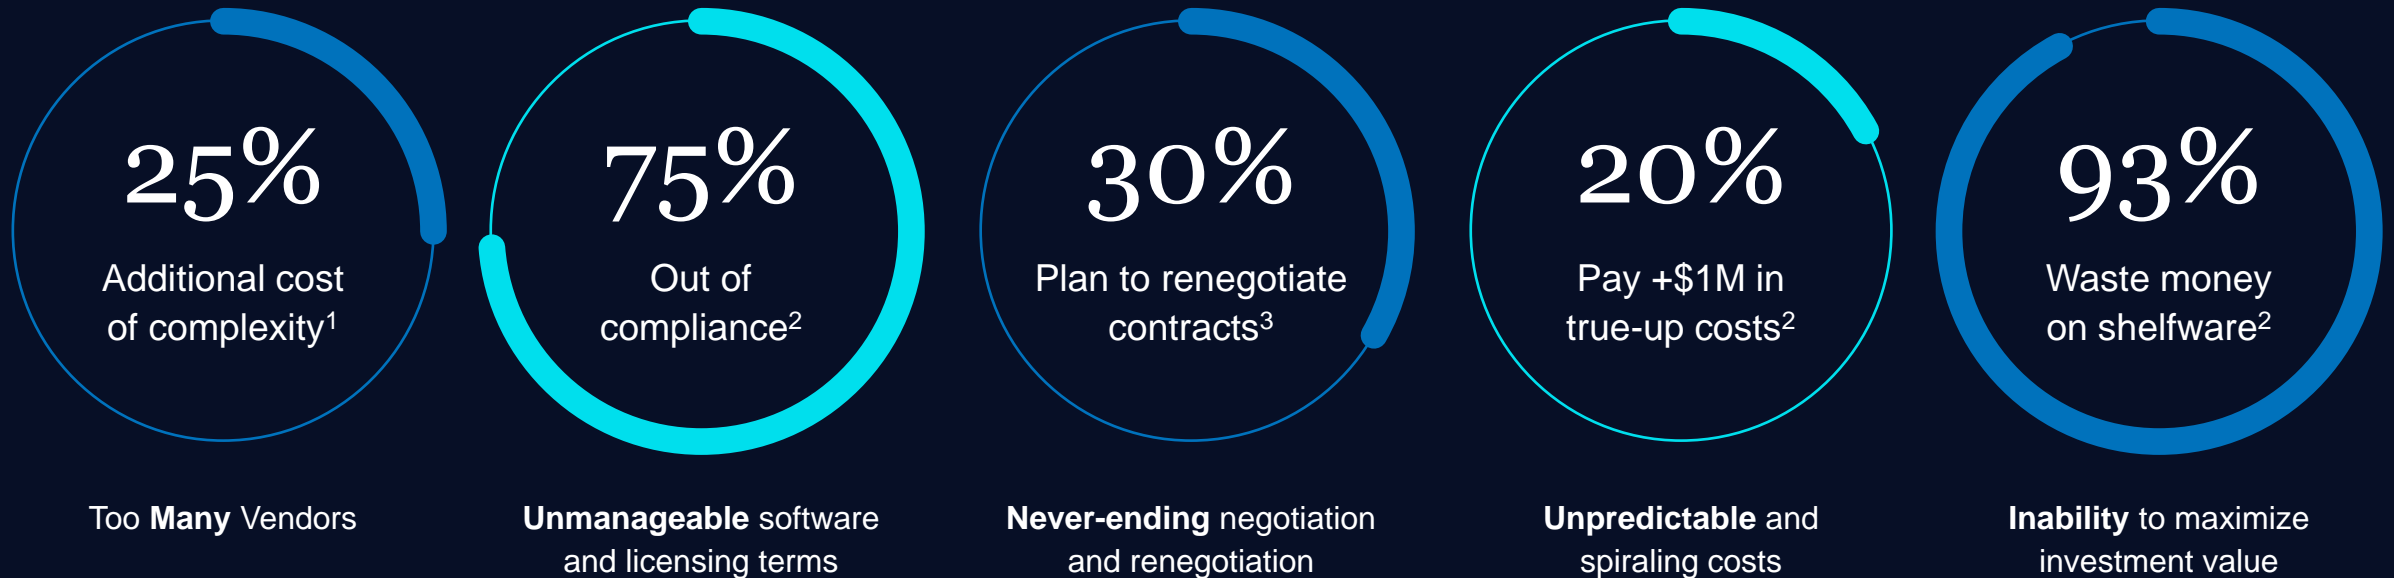 25%
Additional cost
of complexity¹
Too Many Vendors
75%
Out of
compliance²
Unmanageable software
and licensing terms
30%
Plan to renegotiate
contracts³
Never-ending negotiation
and renegotiation
20%
Pay +$1M in
true-up costs²
Unpredictable and
spiraling costs
93%
Waste money
on shelfware²
Inability to maximize
investment value